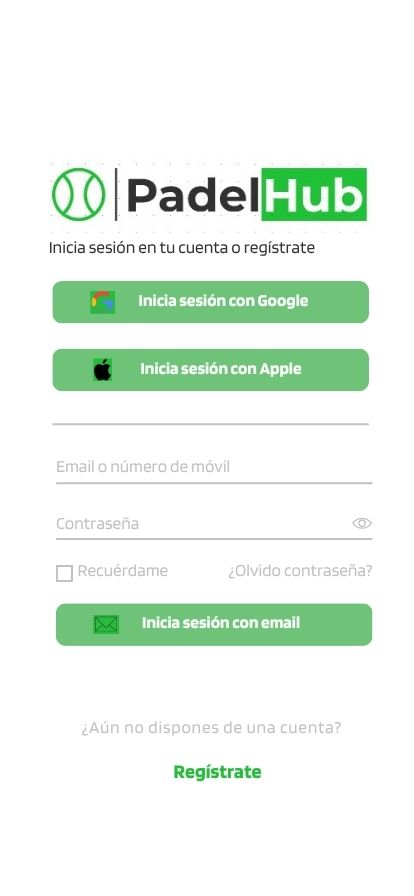 PadelHub
Inicia sesión en tu cuenta o regístrate
Inicia sesión con Google
Inicia sesión con Apple
Email o número de móvil
Contraseña
Recuérdame ¿Olvido contraseña?
Inicia sesión con email
¿Aún no dispones de una cuenta?
Regístrate